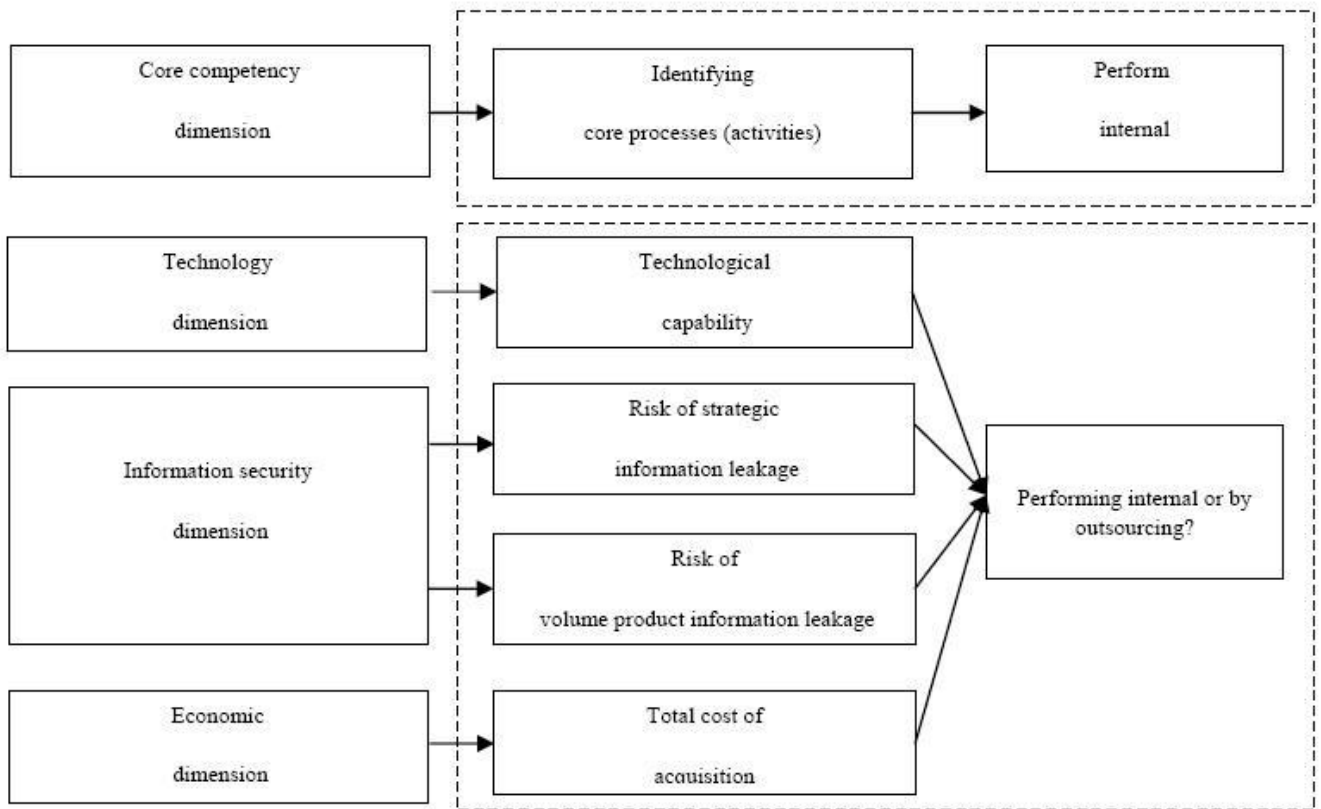 Core competency
dimension
Identifying
core processes (activities)
Perform
internal
Technology
dimension
Technological
capability
Information security
dimension
Risk of strategic
information leakage
Risk of
volume product information leakage
Performing internal or by
outsourcing?
Economic
dimension
Total cost of
acquisition